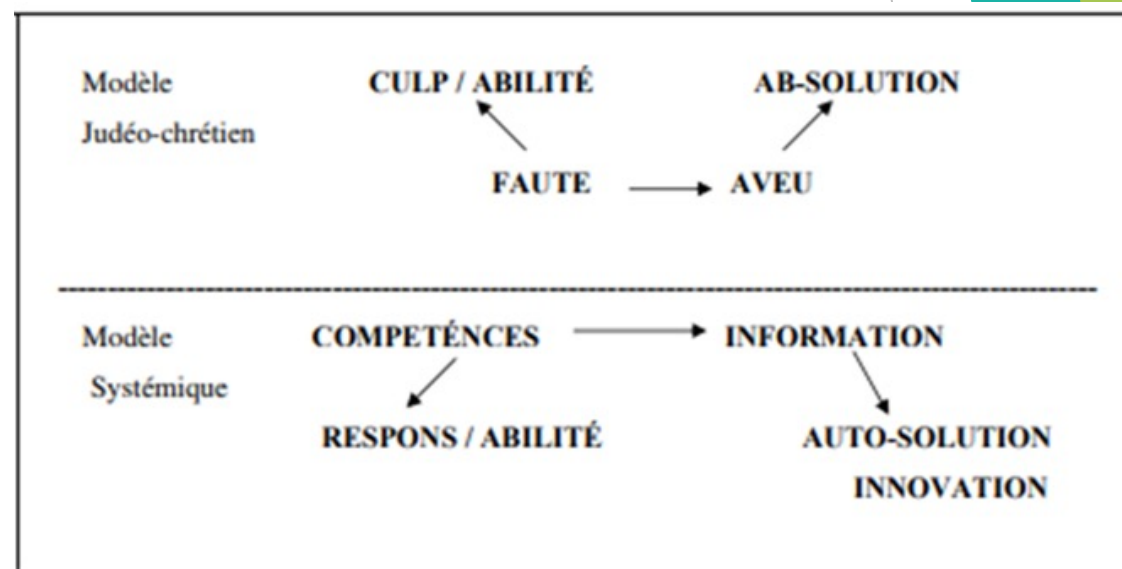 Modèle CULP / ABILITÉ AB-SOLUTION
Judéo-chrétien
FAUTE AVEU
Modèle COMPETÉNCES INFORMATION
Systémique
RESPONS / ABILITÉ AUTO-SOLUTION
INNOVATION